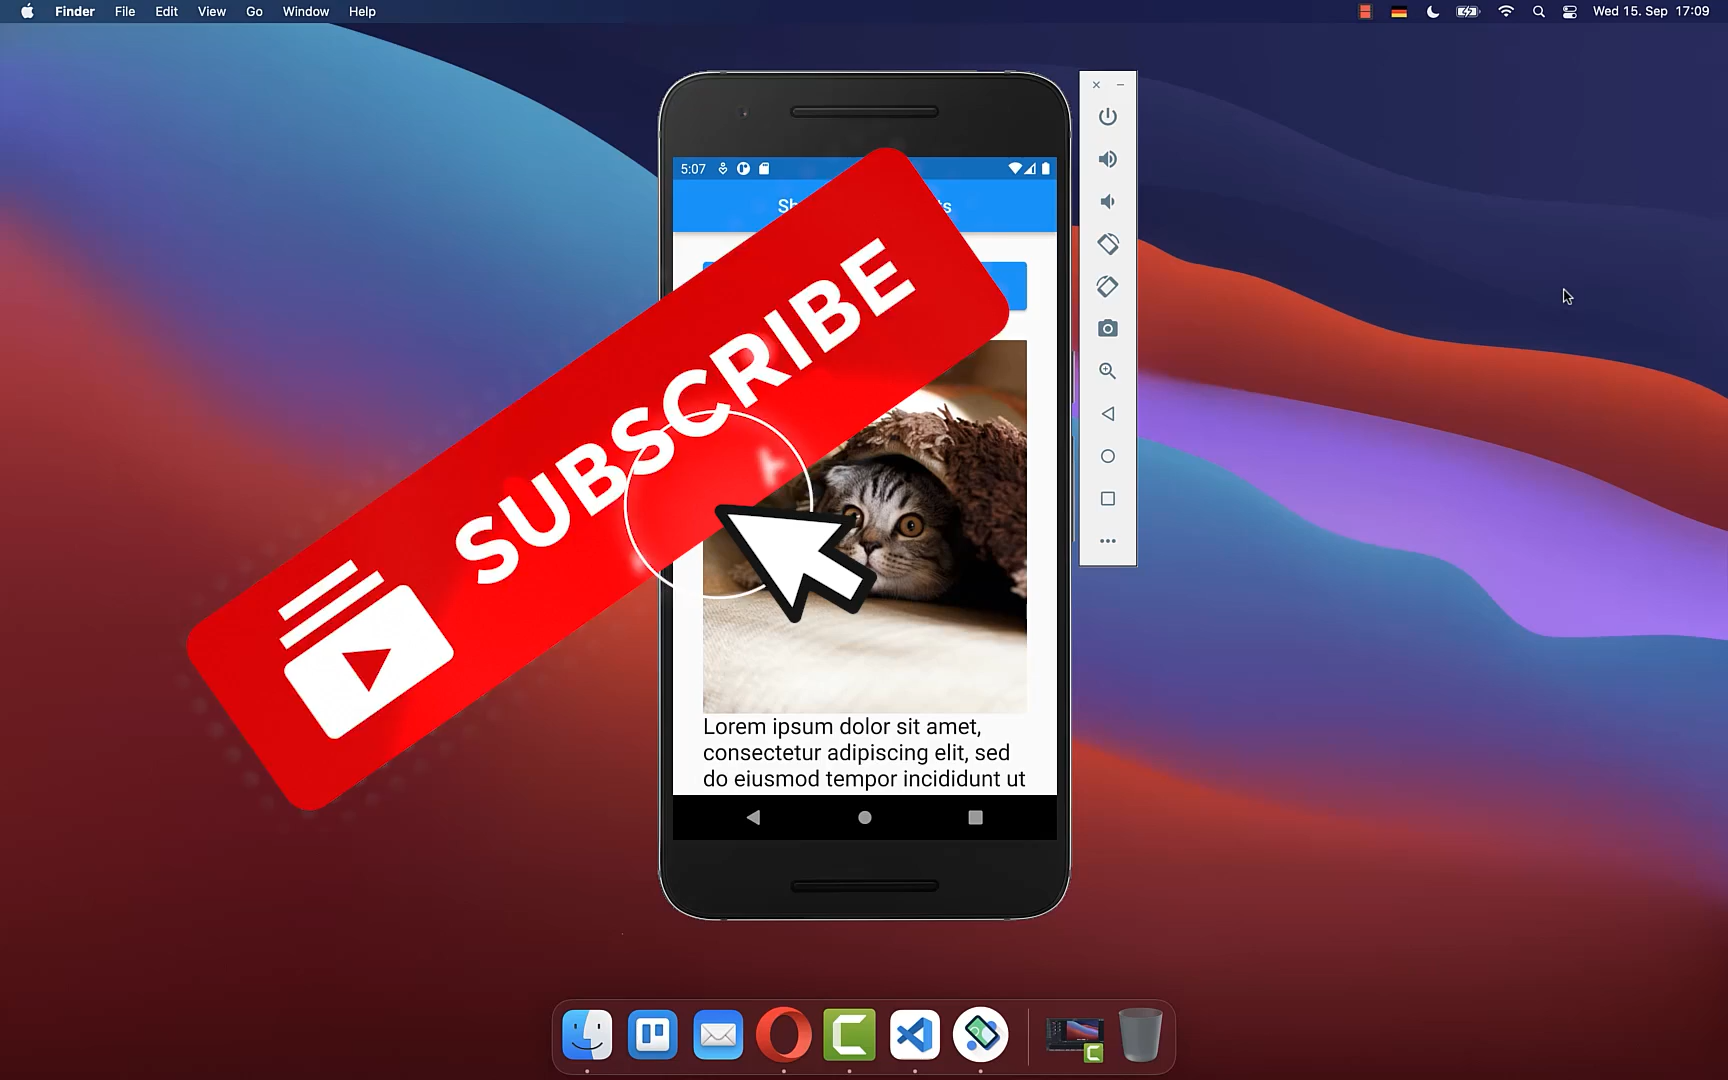 Finder File Edit View Go Window Help
Wed 15. Sep 17:09
5:07
SUBSCRIBE
Lorem ipsum dolor sit amet,
consectetur adipiscing elit, sed
do eiusmod tempor incididunt ut